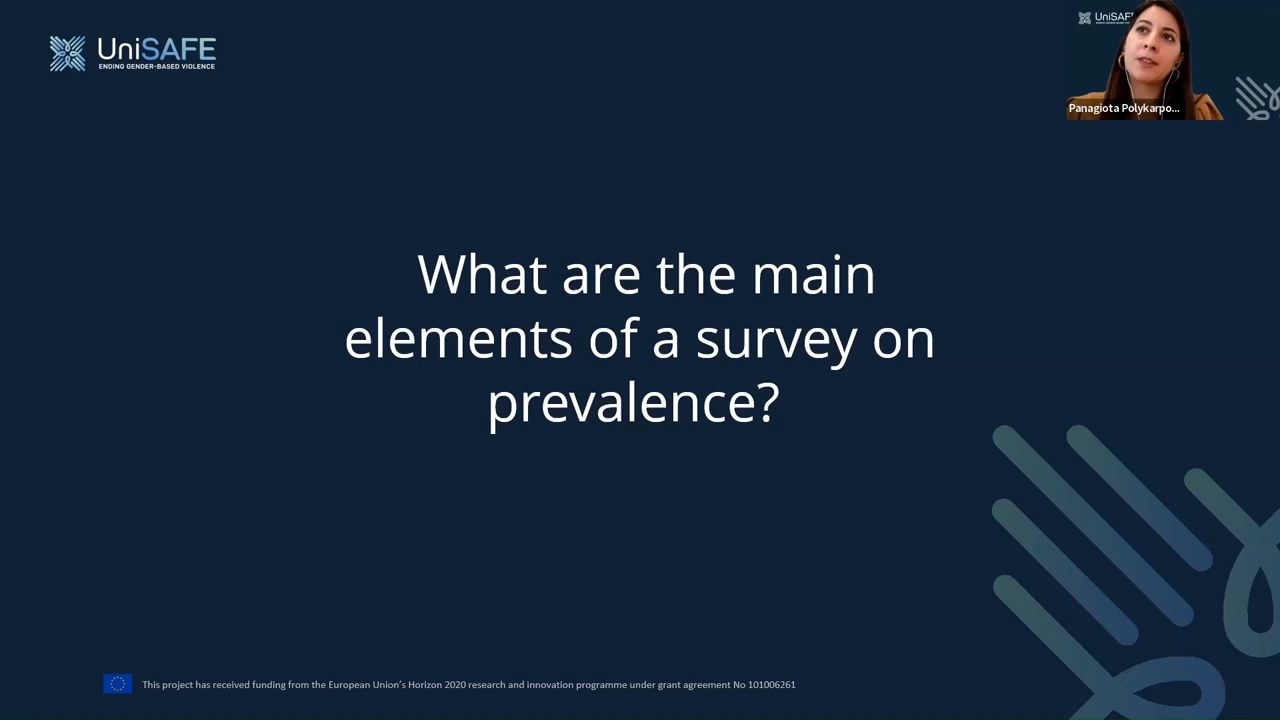 UniSAFE
ENDING GENDER-BASED VIOLENCE
UniSAF
Panagiota Polykarpo...
What are the main
elements of a survey on
prevalence?
This project has received funding from the European Union's Horizon 2020 research and innovation programme under grant agreement No 101006261